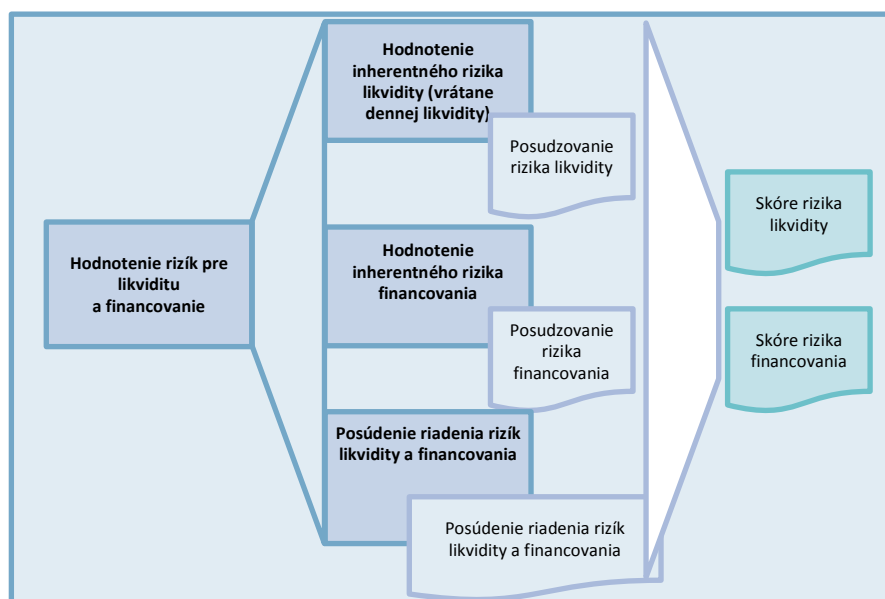 Hodnotenie rizík pre
likviditu
a financovanie
Hodnotenie
inherentného rizika
likvidity (vrátane
dennej likvidity)
Posudzovanie
rizika likvidity
Hodnotenie
inherentného rizika
financovania
Posudzovanie
rizika
financovania
Posúdenie riadenia rizík
likvidity a financovania
Posúdenie riadenia rizík
likvidity a financovania
Skóre rizika
likvidity
Skóre rizika
financovania